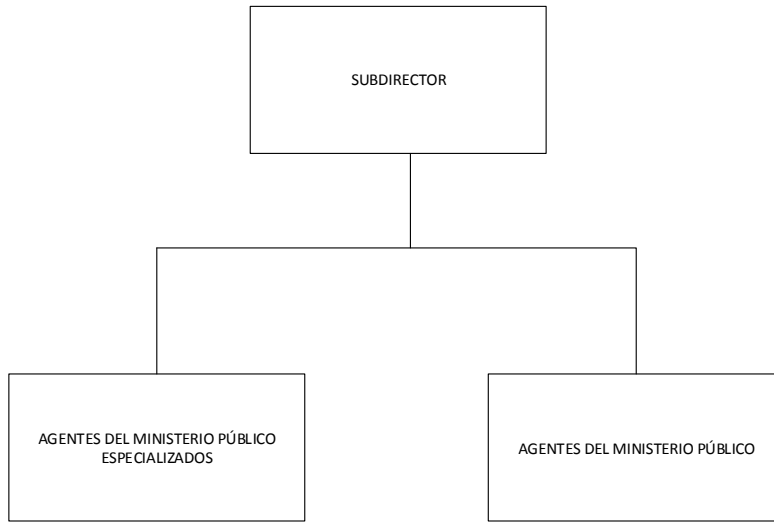 SUBDIRECTOR
AGENTES DEL MINISTERIO PÚBLICO
ESPECIALIZADOS
AGENTES DEL MINISTERIO PÚBLICO